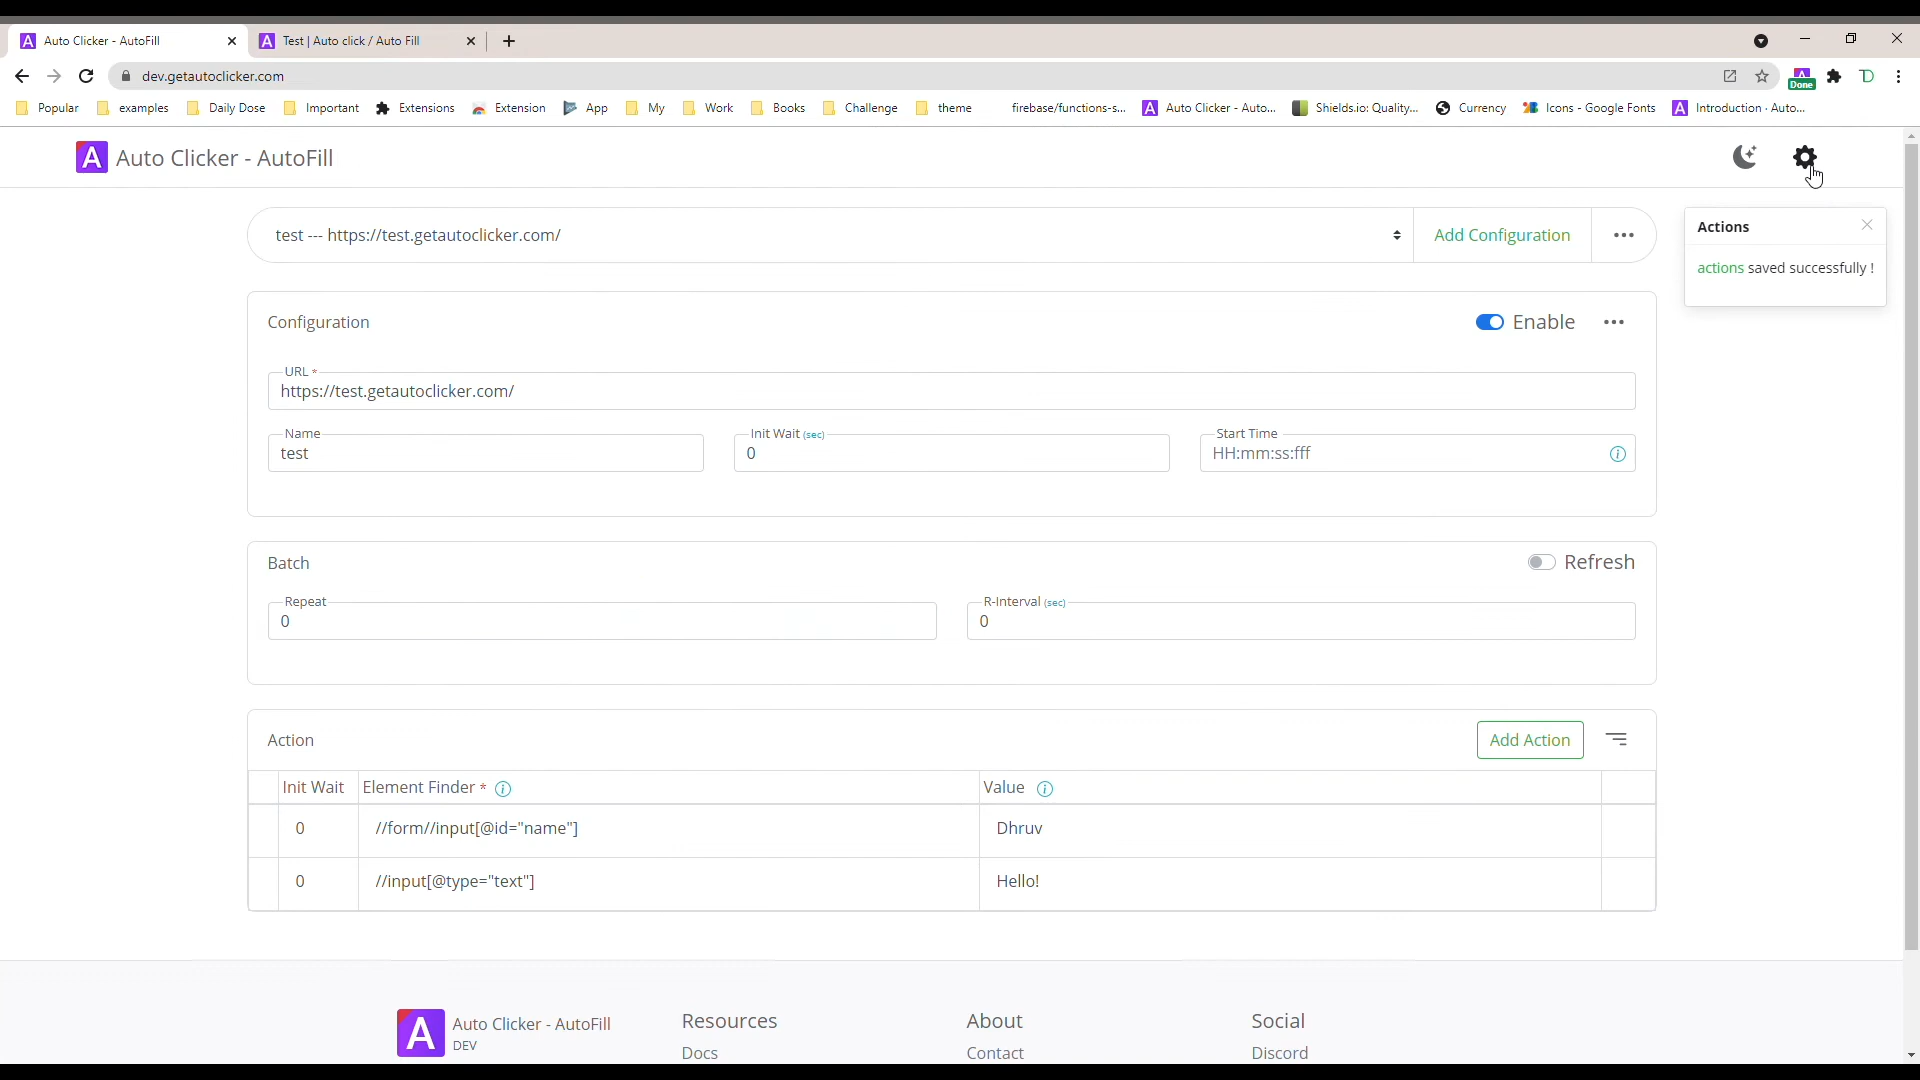 Auto Clicker - AutoFill
Test | Auto click / Auto Fill
dev.getautoclicker.com
Done
Popular
examples
Daily Dose
Important
Extensions
Extension
App
My
Work
Books
Challenge
theme
firebase/functions-s...
Auto Clicker - Auto...
Shields.io: Quality...
Currency
Icons - Google Fonts
Introduction · Auto...
A Auto Clicker - AutoFill
test --- https://test.getautoclicker.com/
Add Configuration
Actions
actions saved successfully !
Configuration
Enable
URL *
https://test.getautoclicker.com/
Name
test
Init Wait (sec)
0
Start Time
HH:mm:ss:fff
Batch
Refresh
Repeat
0
R-Interval (sec)
0
Action
Add Action
Init Wait
Element Finder *
Value
0
//form//input[@id="name"]
Dhruv
0
//input[@type="text"]
Hello!
A
Auto Clicker - AutoFill
DEV
Resources
Docs
About
Contact
Social
Discord